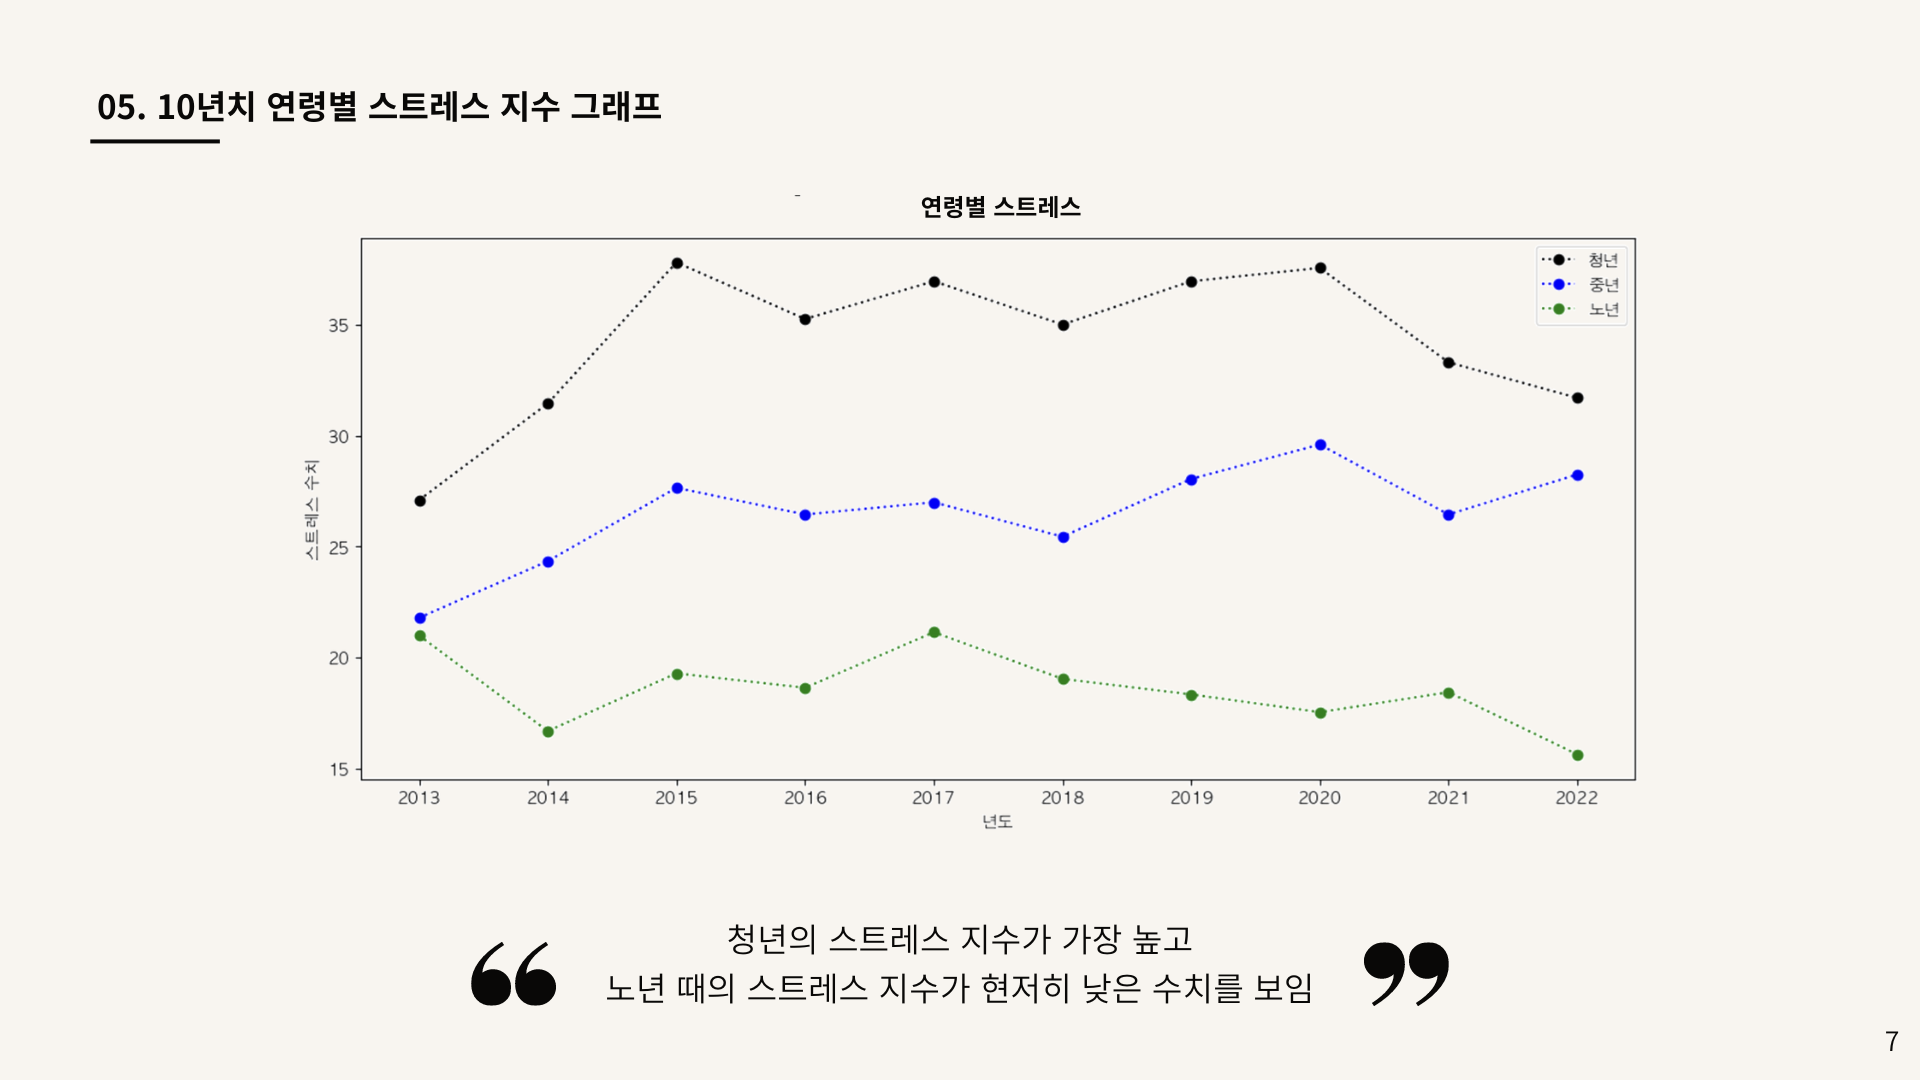 05. 10년치 연령별 스트레스 지수 그래프
연령별 스트레스
청년
중년
노년
35
30
25
20
15
스트레스 수치
2013 2014 2015 2016 2017 2018 2019 2020 2021 2022
년도
“ 청년의 스트레스 지수가 가장 높고
노년 때의 스트레스 지수가 현저히 낮은 수치를 보임 ”
7